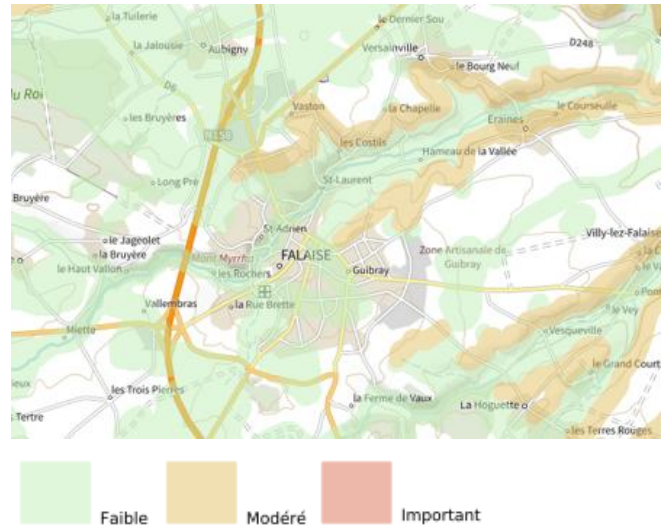 la Tuilerie
le Dernier Sou
Aubigny
Versainville
D248
la Jalousie
le Bourg Neuf
D6
du Roi
les Bruyères
Vaston
la Chapelle
le Courseulle
N158
les Costils
Eraines
Hameau de la Vallée
Long Pré
St-Laurent
Bruyère
St-Adrien
Villy-lez-Falaise
le Jageolet
Mont Myrrha
FALAISE
Zone Artisanale de
Guibray
la Bruyère
le Haut Vallon
les Rochers
Guibray
la Rue Brette
Vallembras
le Vey
Miette
Vesqueville
le Grand Court
les Trois Pierres
la Ferme de Vaux
La Hoguette
Tertre
les Terres Rouges
Faible
Modéré
Important